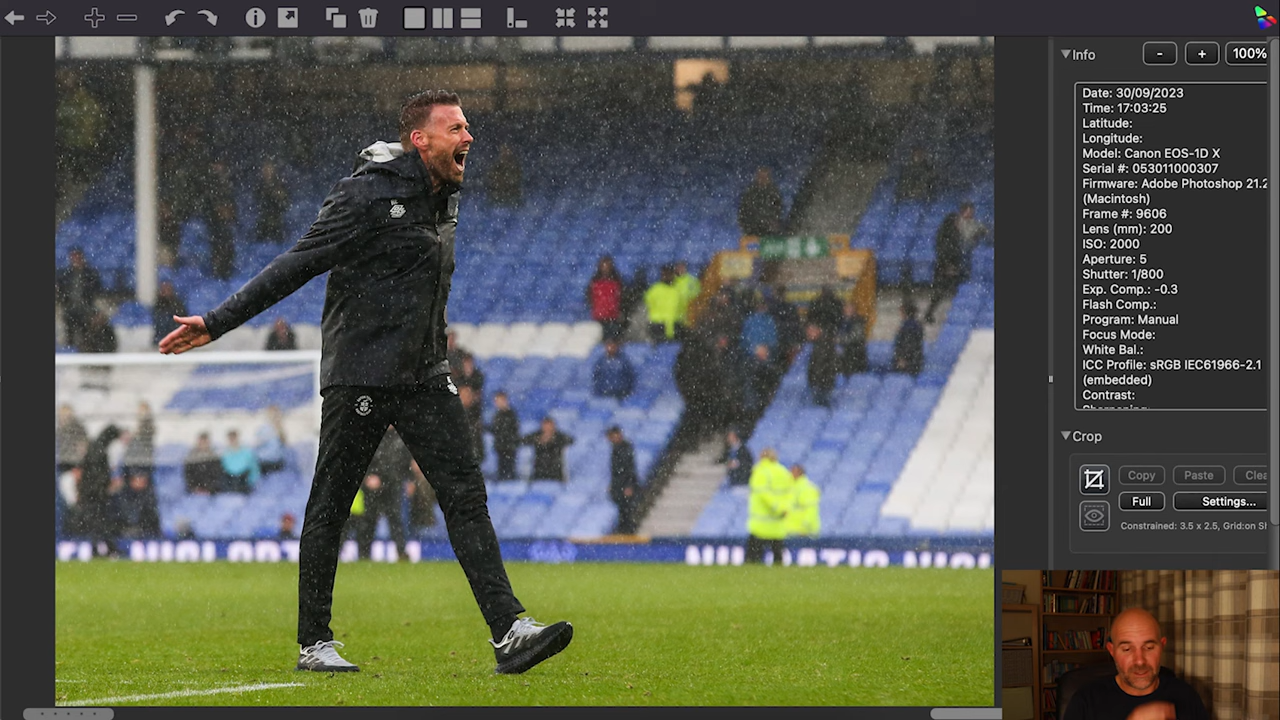 Info
-
+
100%
Date: 30/09/2023
Time: 17:03:25
Latitude:
Longitude:
Model: Canon EOS-1D X
Serial #: 053011000307
Firmware: Adobe Photoshop 21.2
(Macintosh)
Frame #: 9606
Lens (mm): 200
ISO: 2000
Aperture: 5
Shutter: 1/800
Exp. Comp.: -0.3
Flash Comp.:
Program: Manual
Focus Mode:
White Bal.:
ICC Profile: sRGB IEC61966-2.1
(embedded)
Contrast:
Crop
Copy
Paste
Clea
Full
Settings...
Constrained: 3.5 x 2.5, Grid:on Sh